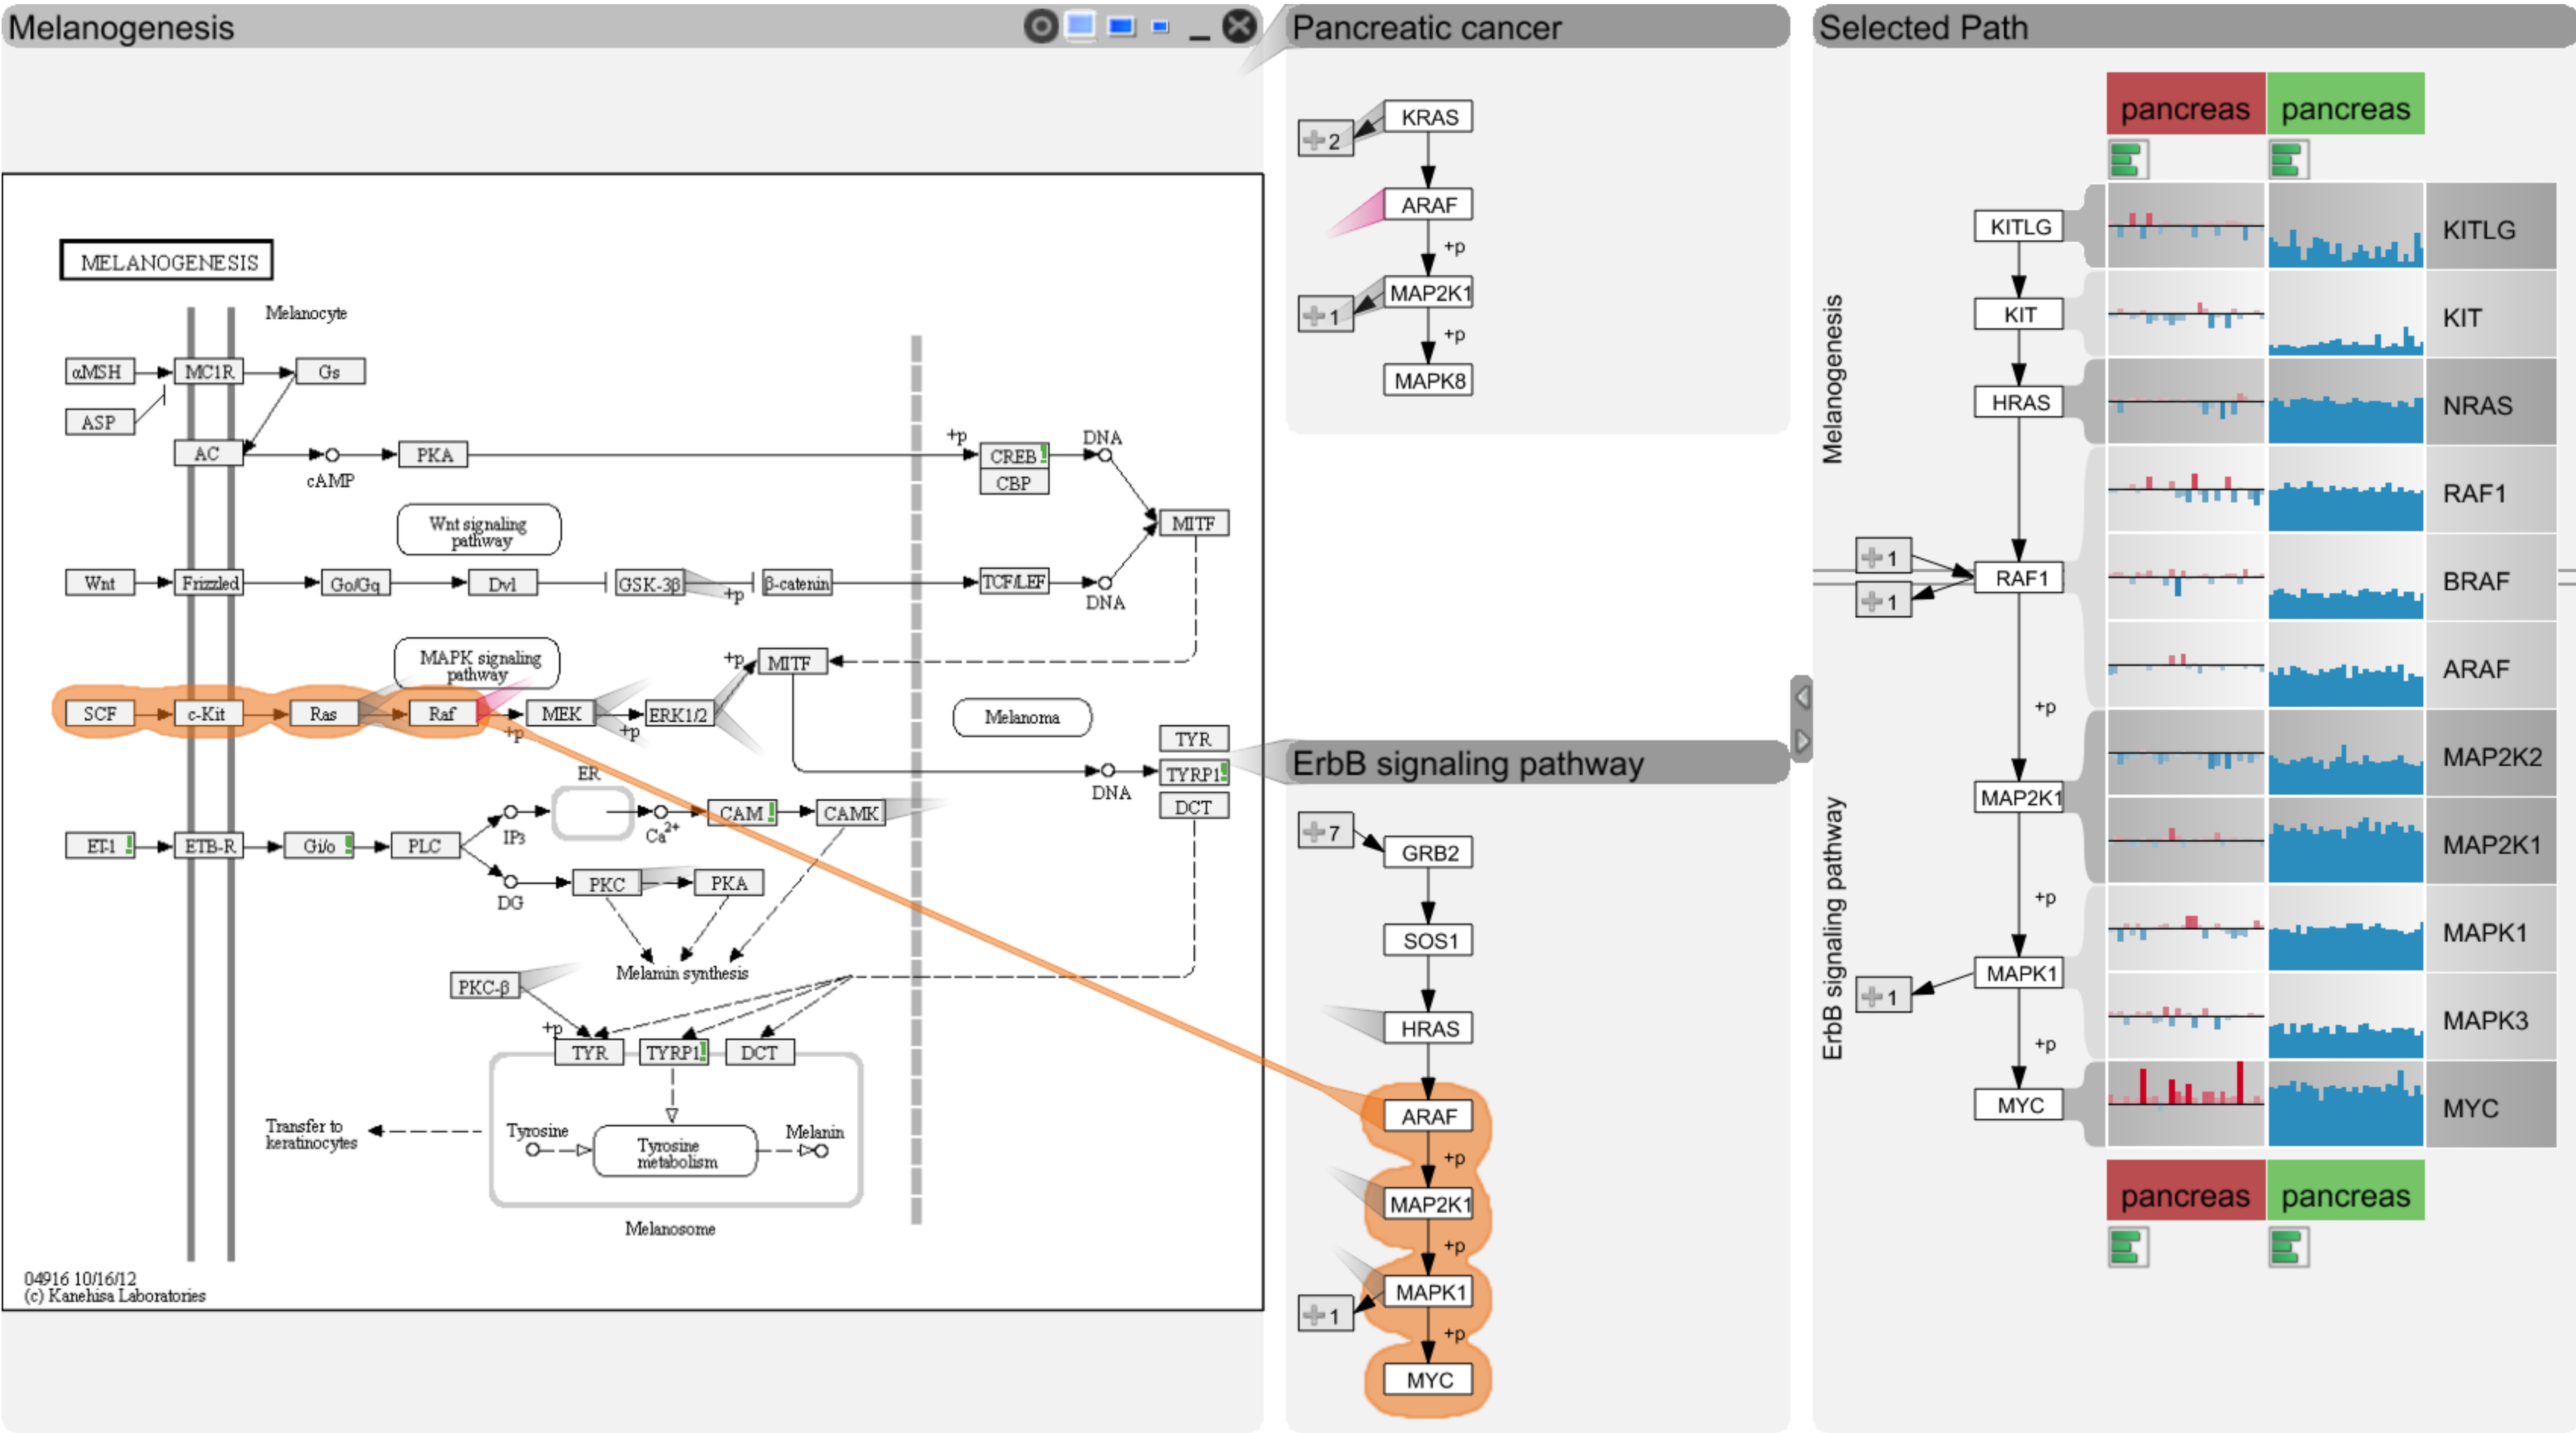 Melanogenesis
MELANOGENESIS
Melanocyte
αMSH
MC1R
Gs
ASP
AC
cAMP
PKA
+p
CREB
CBP
DNA
MITF
Wnt signaling
pathway
Wnt
Frizzled
Go/Gq
Dvl
GSK-3β
+p
β-catenin
TCF/LEF
DNA
MAPK signaling
pathway
+p
MITF
SCF
c-Kit
Ras
Raf
+p
MEK
+p
ERK1/2
Melanoma
TYR
TYRP1
DCT
DNA
ER
ET-1
ETB-R
Gi/o
PLC
IP3
Ca2+
CAM
CAMK
DG
PKC
PKA
Melamin synthesis
PKC-β
+p
TYR
TYRP1
DCT
Transfer to
keratinocytes
Tyrosine
Tyrosine
metabolism
Melanin
Melanosome
04916 10/16/12
(c) Kanehisa Laboratories
Pancreatic cancer
KRAS
2
ARAF
+p
MAP2K1
1
+p
MAPK8
ErbB signaling pathway
7
GRB2
SOS1
HRAS
ARAF
+p
MAP2K1
+p
MAPK1
1
+p
MYC
Selected Path
pancreas pancreas
Melanogenesis
ErbB signaling pathway
KITLG
KIT
HRAS
1
RAF1
1
+p
MAP2K1
+p
MAPK1
1
+p
MYC
KITLG
KIT
NRAS
RAF1
BRAF
ARAF
MAP2K2
MAP2K1
MAPK1
MAPK3
MYC
pancreas pancreas